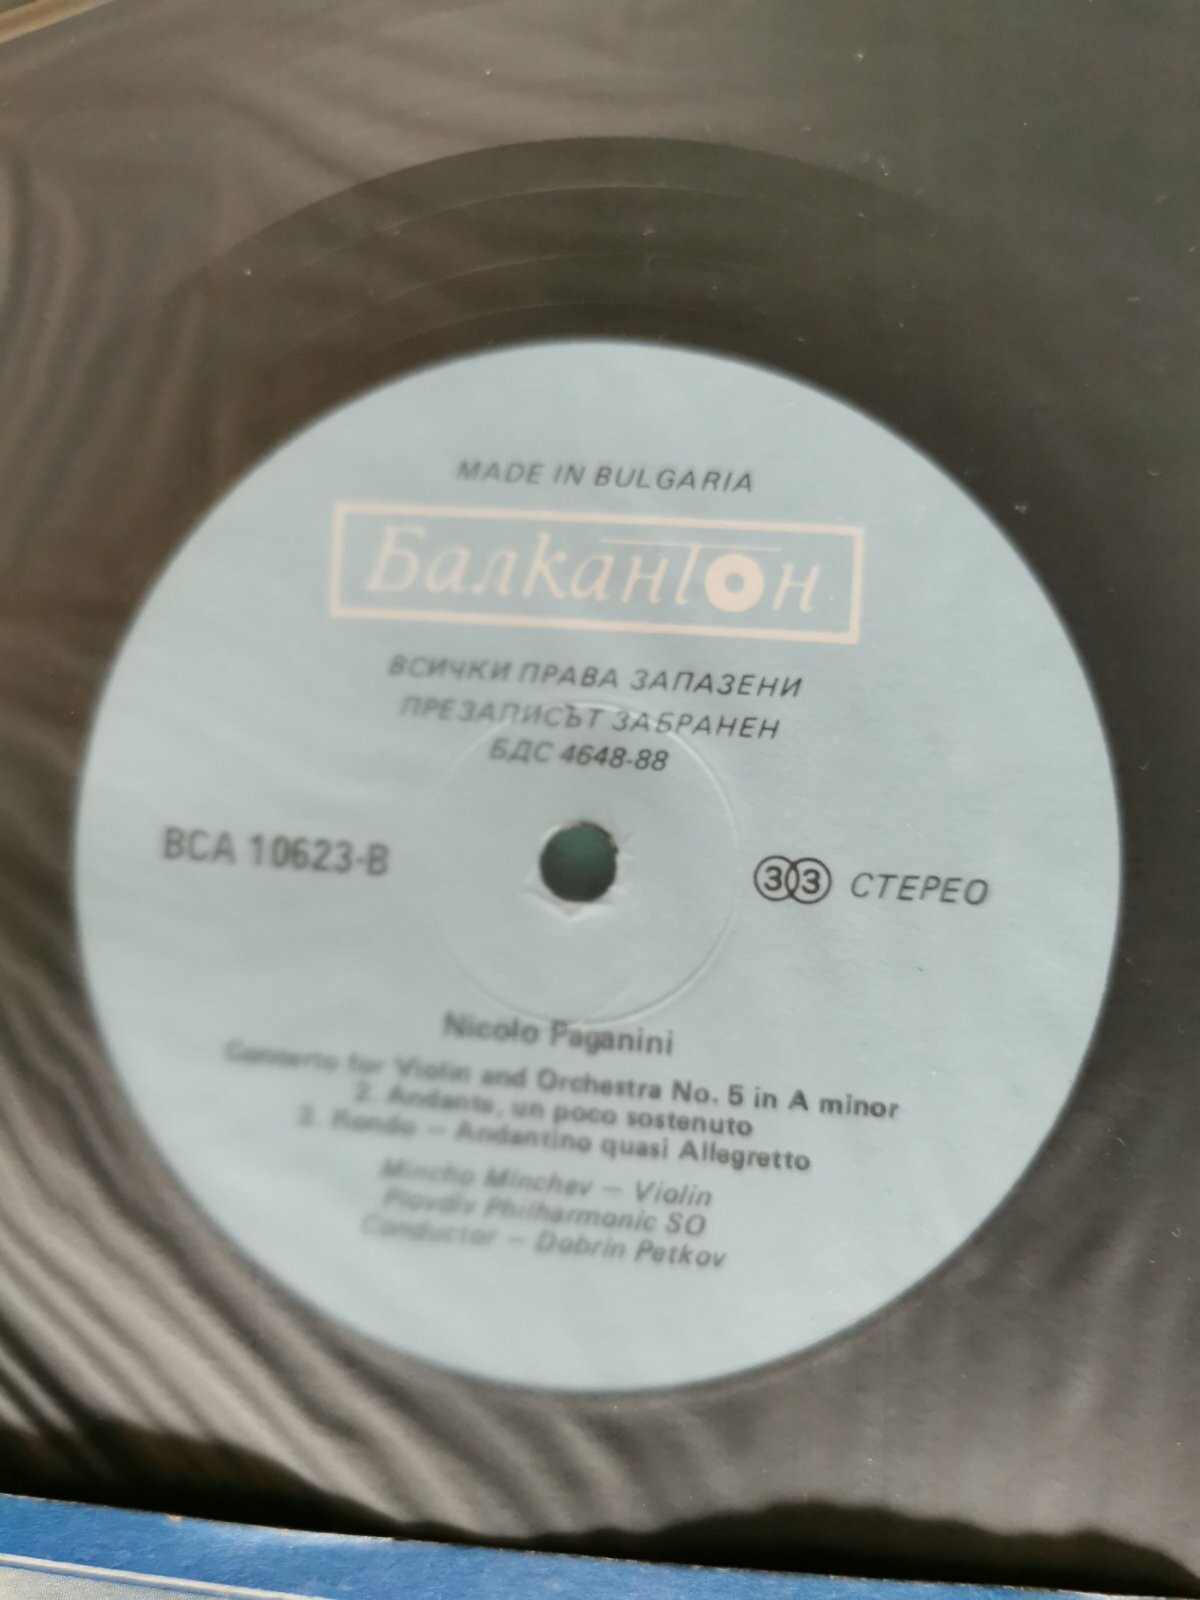 MADE IN BULGARIA
Балкантон
ВСИЧКИ ПРАВА ЗАПАЗЕНИ
ПРЕЗАПИСЪТ ЗАБРАНЕН
БДС 4648-88
ВСА 10623-В
33 СТЕРЕО
Nicolo Paganini
Concerto for Violin and Orchestra No. 5 in A minor
2. Andante, un poco sostenuto
3. Rondo – Andantino quasi Allegretto
Mincho Minchev – Violin
Plovdiv Philharmonic SO
Conductor – Dobrin Petkov